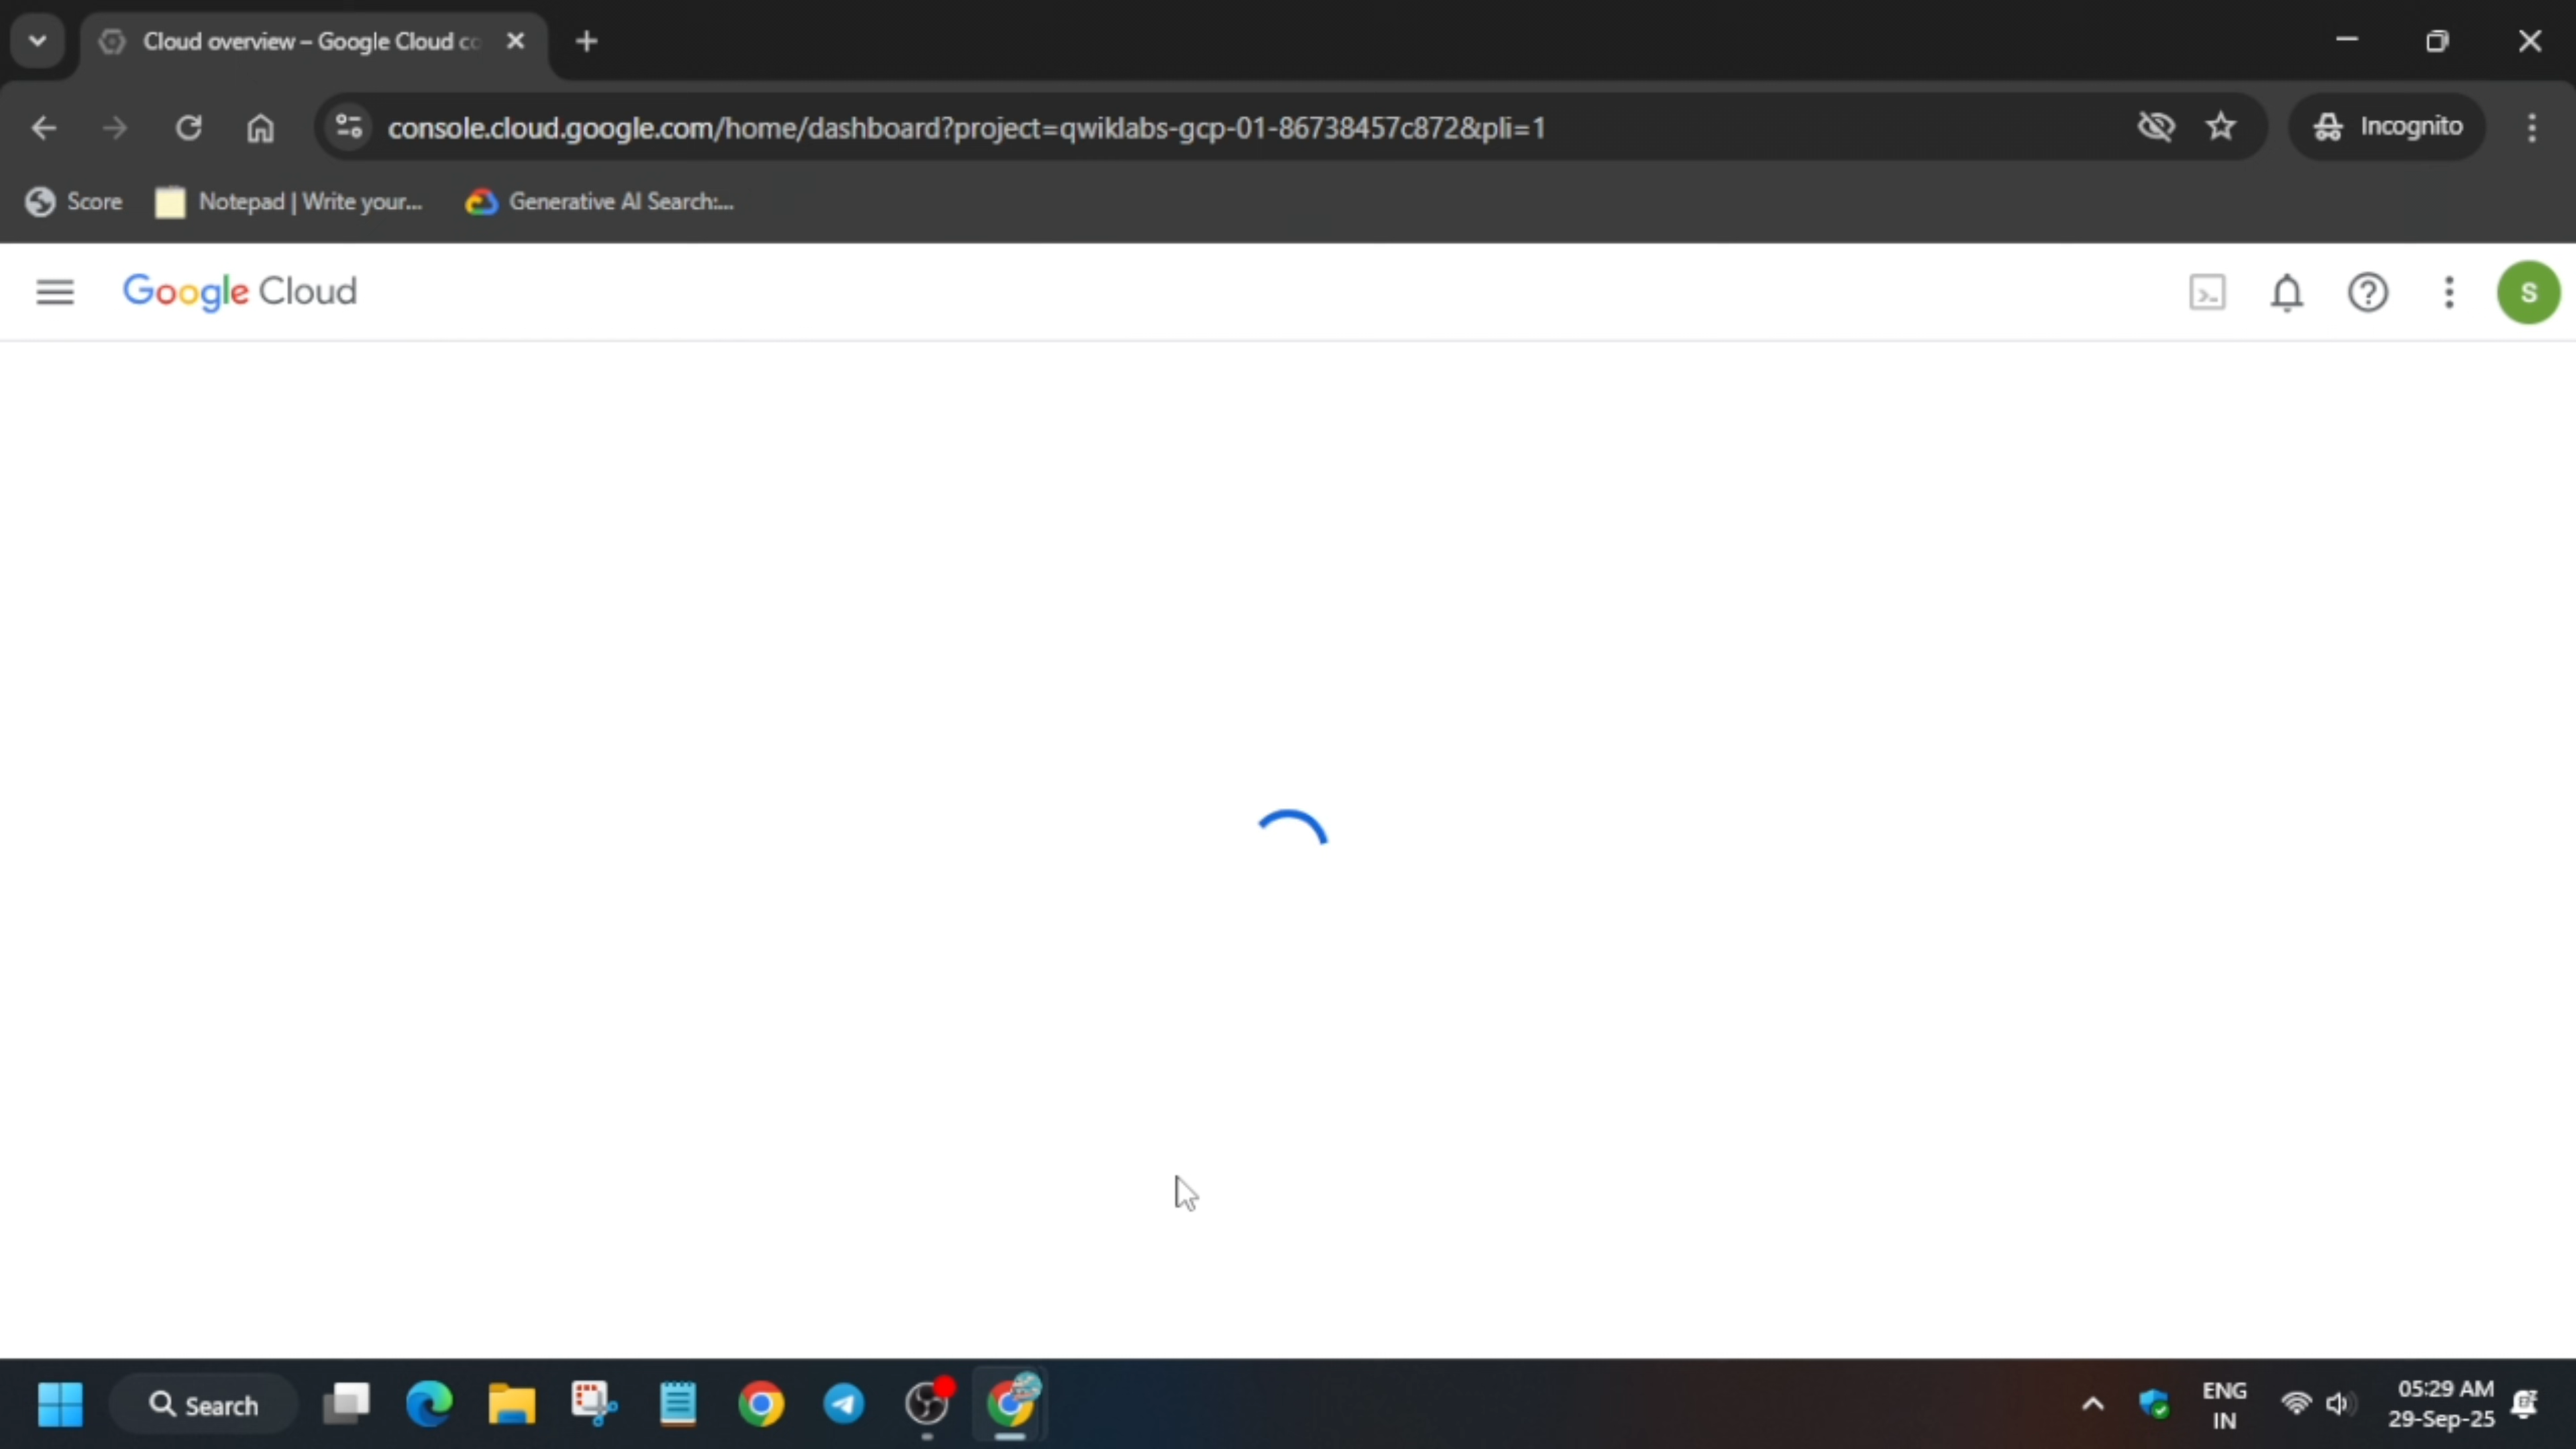 Cloud overview – Google Cloud co
console.cloud.google.com/home/dashboard?project=qwiklabs-gcp-01-86738457c872&pli=1
Incognito
Score
Notepad | Write your...
Generative AI Search:...
Google Cloud
S
Search
ENG
IN
05:29 AM
29-Sep-25